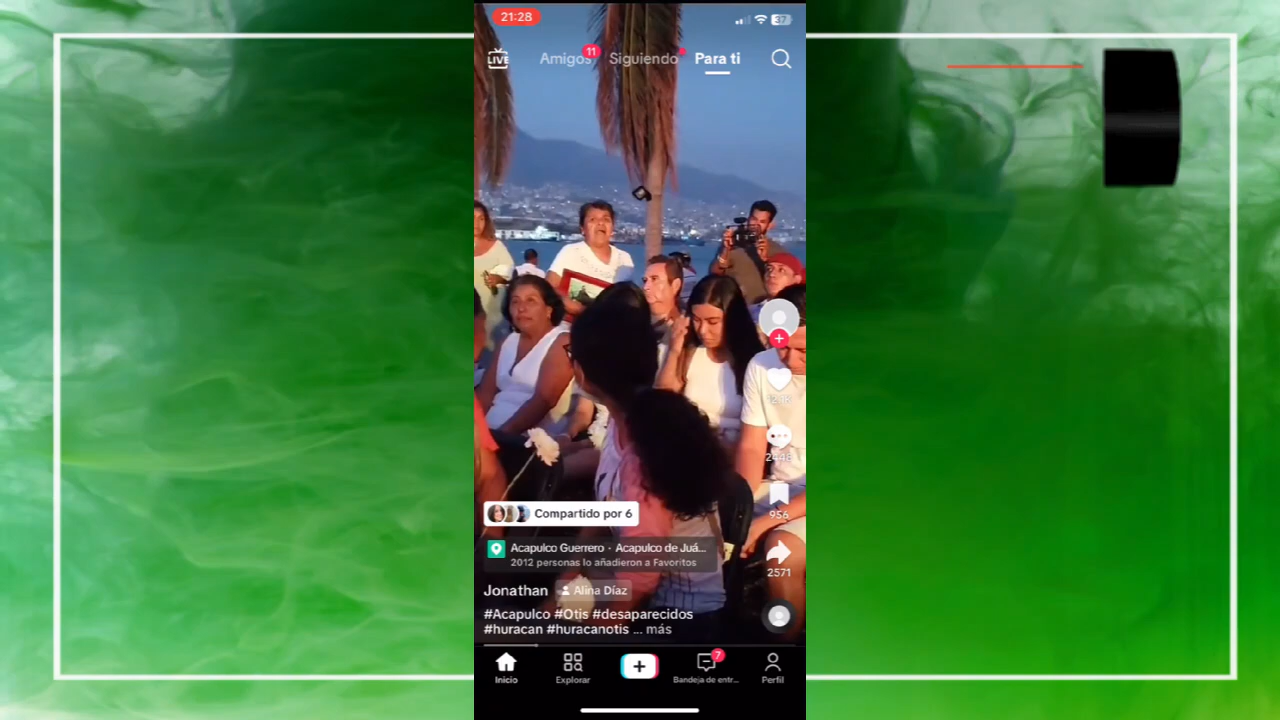 21:28
37
LIVE
Amigos
11
Siguiendo
Para ti
2448
956
2571
Compartido por 6
Acapulco Guerrero · Acapulco de Juá...
2012 personas lo añadieron a Favoritos
Jonathan
Alina Díaz
#Acapulco #Otis #desaparecidos
#huracan #huracanotis ... más
Inicio
Explorar
7
Bandeja de entr...
Perfil